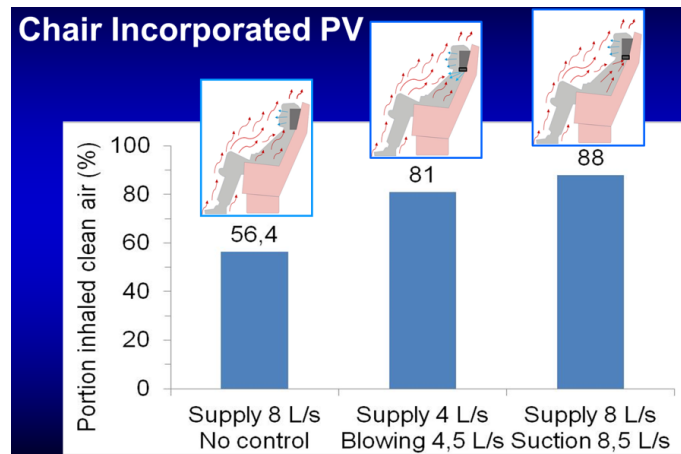 Chair Incorporated PV
Portion inhaled clean air (%)
100
80
60
40
20
0
56,4
81
88
Supply 8 L/s
No control
Supply 4 L/s
Blowing 4,5 L/s
Supply 8 L/s
Suction 8,5 L/s